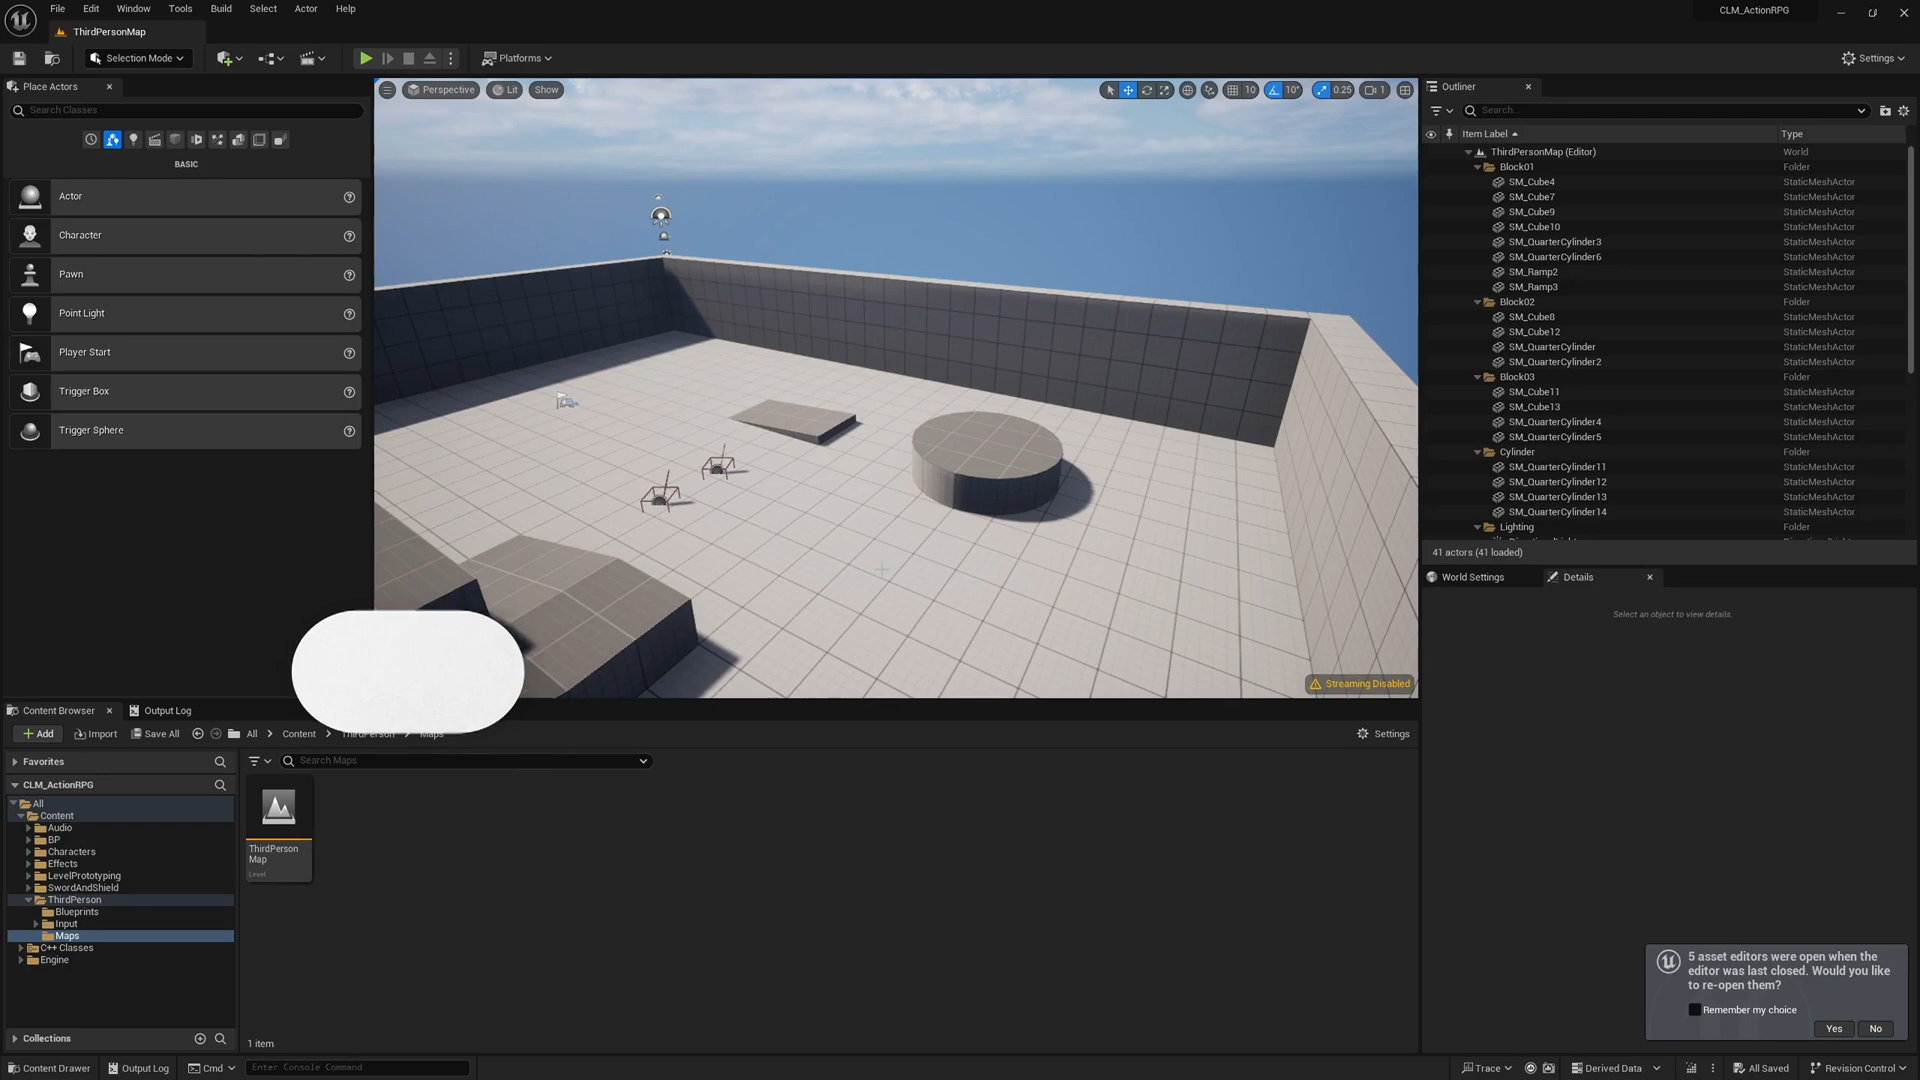 File Edit Window Tools Build Select Actor Help
CLM_ActionRPG
ThirdPersonMap
Selection Mode
Platforms
Settings
Place Actors
Search Classes
BASIC
Actor
Character
Pawn
Point Light
Player Start
Trigger Box
Trigger Sphere
Perspective Lit Show
10 10° 0.25 1
Streaming Disabled
Outliner
Search...
Item Label Type
ThirdPersonMap (Editor) World
Block01 Folder
SM_Cube4 StaticMeshActor
SM_Cube7 StaticMeshActor
SM_Cube9 StaticMeshActor
SM_Cube10 StaticMeshActor
SM_QuarterCylinder3 StaticMeshActor
SM_QuarterCylinder6 StaticMeshActor
SM_Ramp2 StaticMeshActor
SM_Ramp3 StaticMeshActor
Block02 Folder
SM_Cube8 StaticMeshActor
SM_Cube12 StaticMeshActor
SM_QuarterCylinder StaticMeshActor
SM_QuarterCylinder2 StaticMeshActor
Block03 Folder
SM_Cube11 StaticMeshActor
SM_Cube13 StaticMeshActor
SM_QuarterCylinder4 StaticMeshActor
SM_QuarterCylinder5 StaticMeshActor
Cylinder Folder
SM_QuarterCylinder11 StaticMeshActor
SM_QuarterCylinder12 StaticMeshActor
SM_QuarterCylinder13 StaticMeshActor
SM_QuarterCylinder14 StaticMeshActor
Lighting Folder
41 actors (41 loaded)
World Settings Details
Select an object to view details.
Content Browser Output Log
Add Import Save All All Content ThirdPerson Maps Settings
Favorites
Search Maps
CLM_ActionRPG
All
Content
Audio
BP
Characters
Effects
LevelPrototyping
SwordAndShield
ThirdPerson
Blueprints
Input
Maps
C++ Classes
Engine
ThirdPerson
Map
Level
Collections
1 item
5 asset editors were open when the
editor was last closed. Would you like
to re-open them?
Remember my choice
Yes No
Content Drawer Output Log Cmd Enter Console Command Trace Derived Data All Saved Revision Control